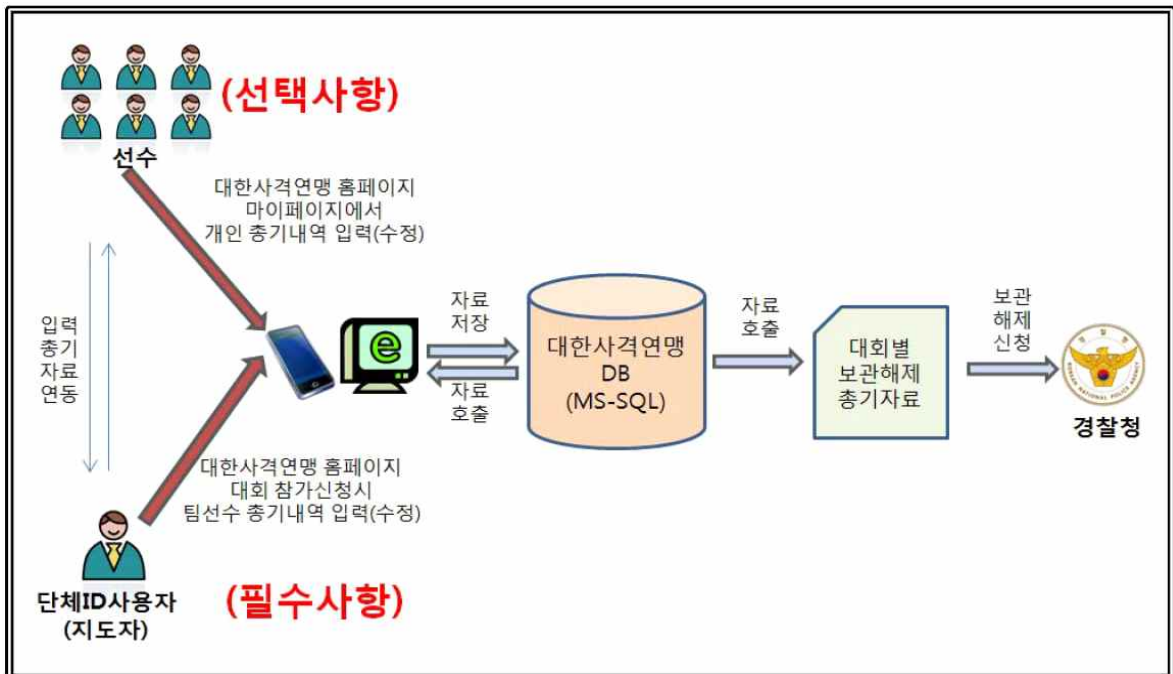 (선택사항)
선수
대한사격연맹 홈페이지
마이페이지에서
개인 총기내역 입력(수정)
입력
총기
자료
연동
자료
저장
자료
호출
대한사격연맹
DB
(MS-SQL)
자료
호출
대회별
보관해제
총기자료
보관
해제
신청
경찰청
대한사격연맹 홈페이지
대회 참가신청시
팀선수 총기내역 입력(수정)
단체ID사용자
(지도자)
(필수사항)